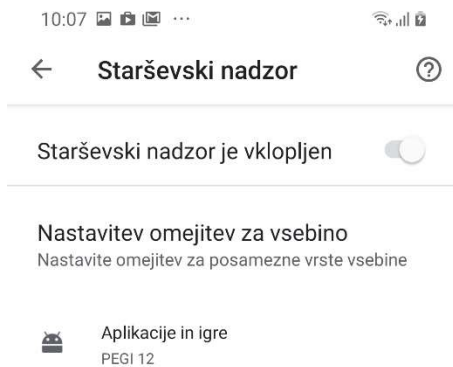 10:07
Starševski nadzor
Starševski nadzor je vklopljen
Nastavitev omejitev za vsebino
Nastavite omejitev za posamezne vrste vsebine
Aplikacije in igre
PEGI 12